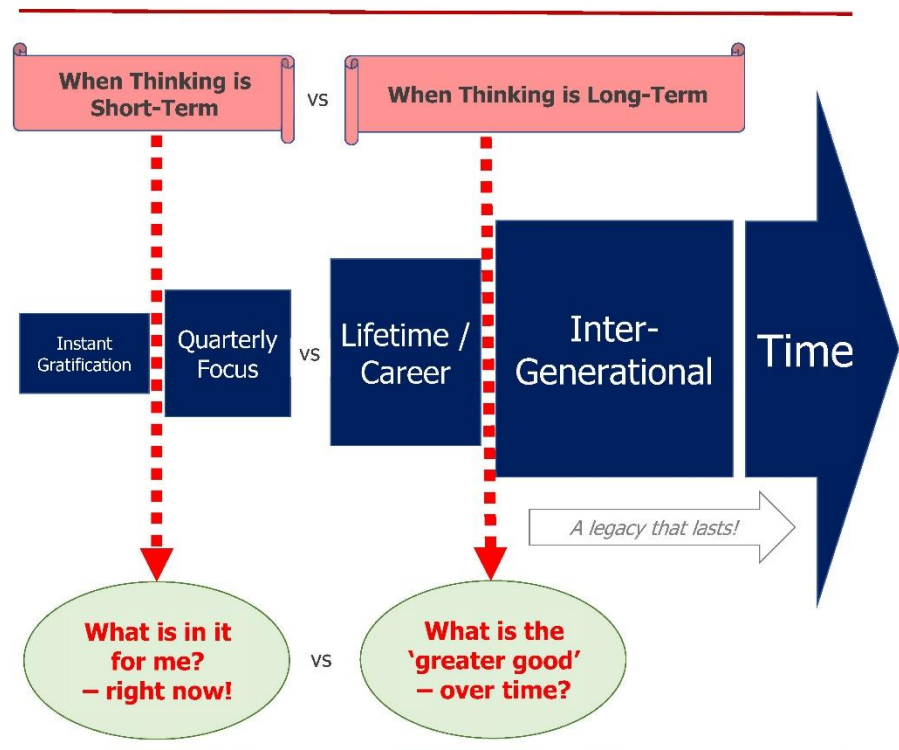 When Thinking is
Short-Term
vs
When Thinking is Long-Term
Instant
Gratification
Quarterly
Focus
vs
Lifetime /
Career
Inter-
Generational
Time
A legacy that lasts!
What is in it
for me?
– right now!
vs
What is the
‘greater good’
– over time?